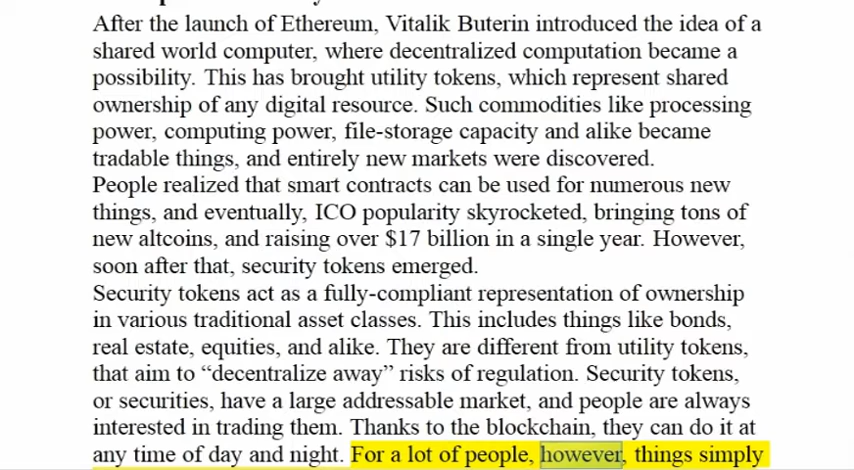 After the launch of Ethereum, Vitalik Buterin introduced the idea of a
shared world computer, where decentralized computation became a
possibility. This has brought utility tokens, which represent shared
ownership of any digital resource. Such commodities like processing
power, computing power, file-storage capacity and alike became
tradable things, and entirely new markets were discovered.
People realized that smart contracts can be used for numerous new
things, and eventually, ICO popularity skyrocketed, bringing tons of
new altcoins, and raising over $17 billion in a single year. However,
soon after that, security tokens emerged.
Security tokens act as a fully-compliant representation of ownership
in various traditional asset classes. This includes things like bonds,
real estate, equities, and alike. They are different from utility tokens,
that aim to “decentralize away” risks of regulation. Security tokens,
or securities, have a large addressable market, and people are always
interested in trading them. Thanks to the blockchain, they can do it at
any time of day and night. For a lot of people, however, things simply